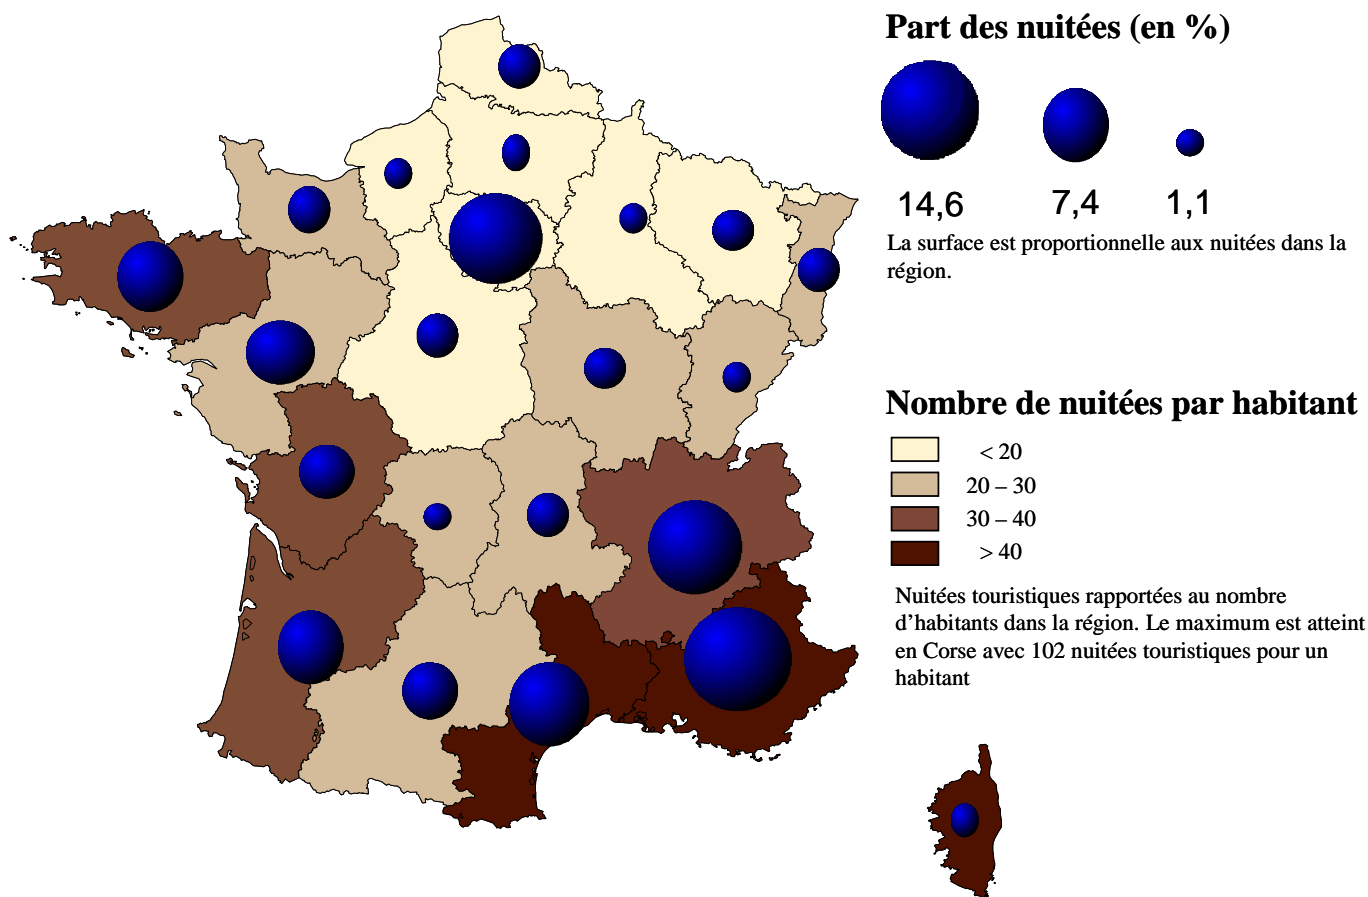 Part des nuitées (en %)
14,6 7,4 1,1
La surface est proportionnelle aux nuitées dans la
région.
Nombre de nuitées par habitant
< 20
20 – 30
30 – 40
> 40
Nuitées touristiques rapportées au nombre
d’habitants dans la région. Le maximum est atteint
en Corse avec 102 nuitées touristiques pour un
habitant